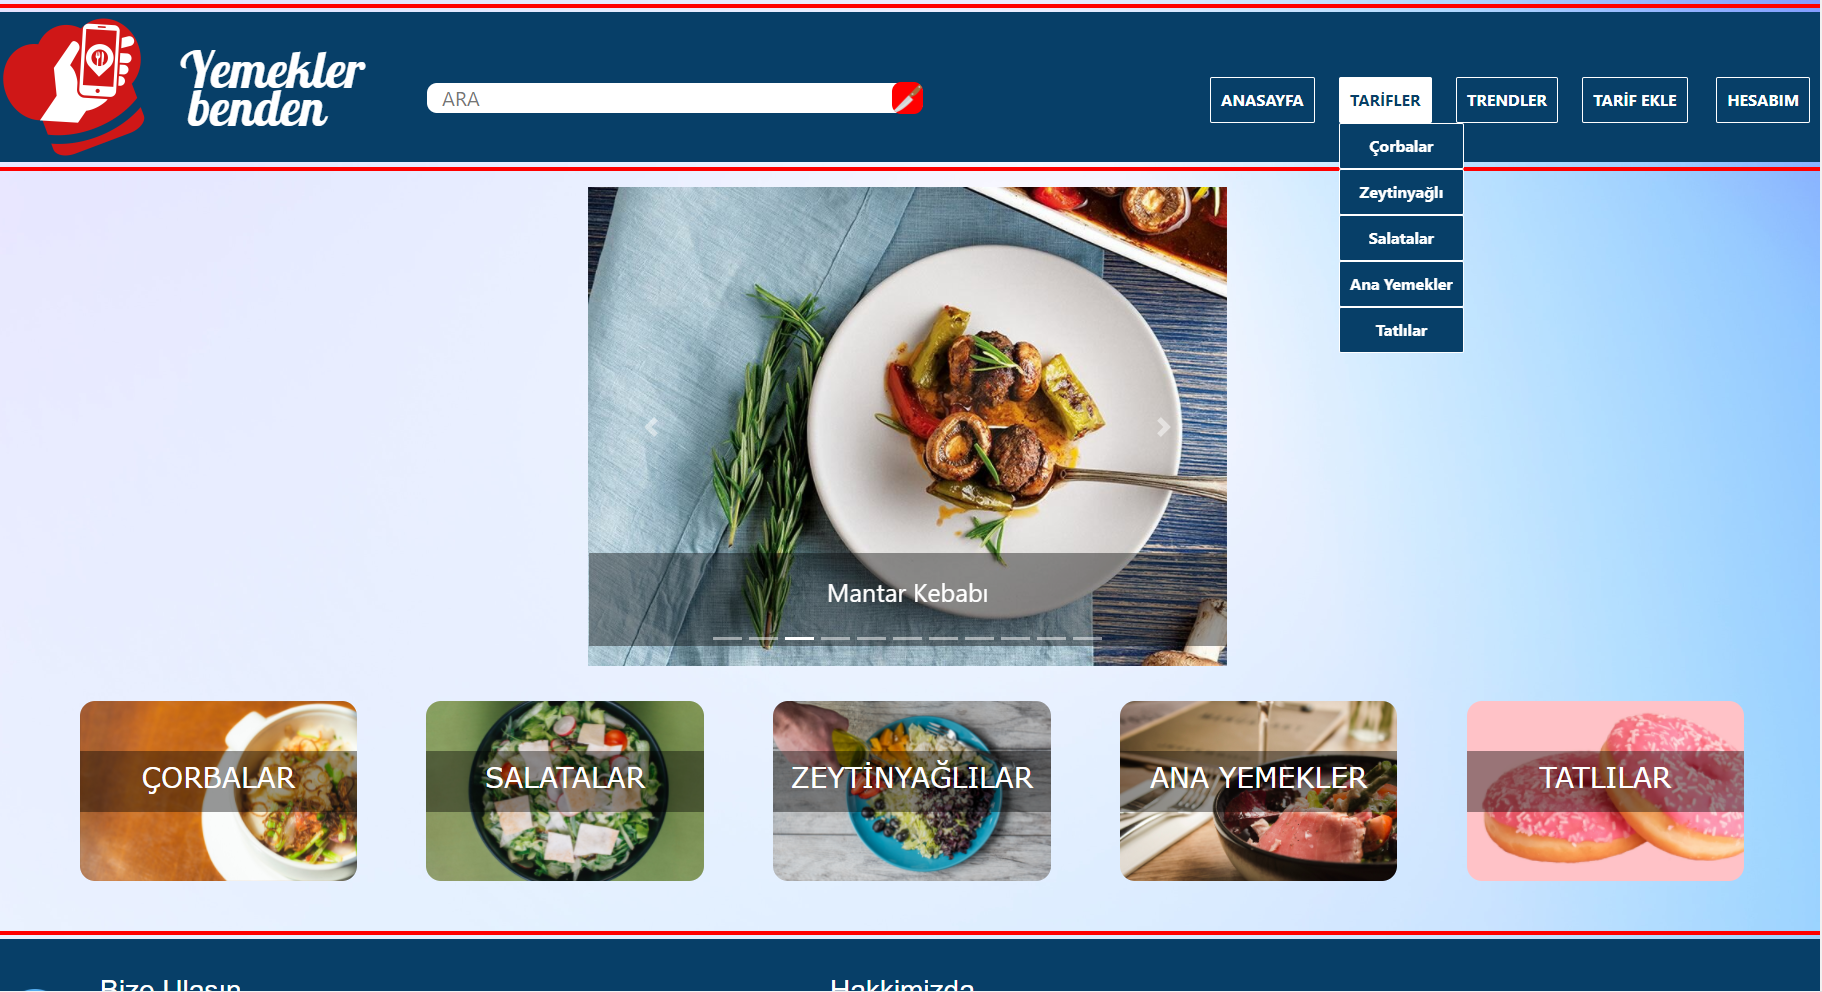 Yemekler
benden
ARA
ANASAYFA
TARİFLER
TRENDLER
TARİF EKLE
HESABIM
Çorbalar
Zeytinyağlı
Salatalar
Ana Yemekler
Tatlılar
Mantar Kebabı
ÇORBALAR
SALATALAR
ZEYTİNYAĞLILAR
ANA YEMEKLER
TATLILAR
Bize Ulaşın
Hakkimizda